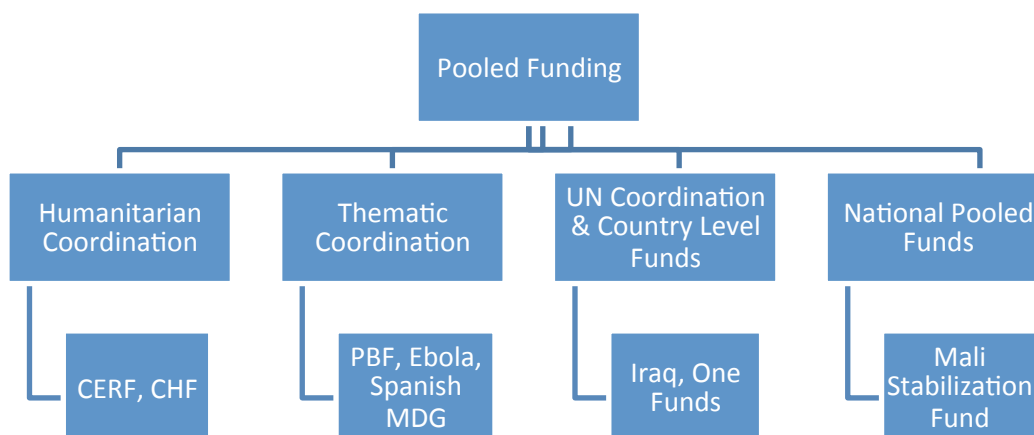 Pooled Funding
Humanitarian
Coordination
Thematic
Coordination
UN Coordination
& Country Level
Funds
National Pooled
Funds
CERF, CHF
PBF, Ebola,
Spanish
MDG
Iraq, One
Funds
Mali
Stabilization
Fund